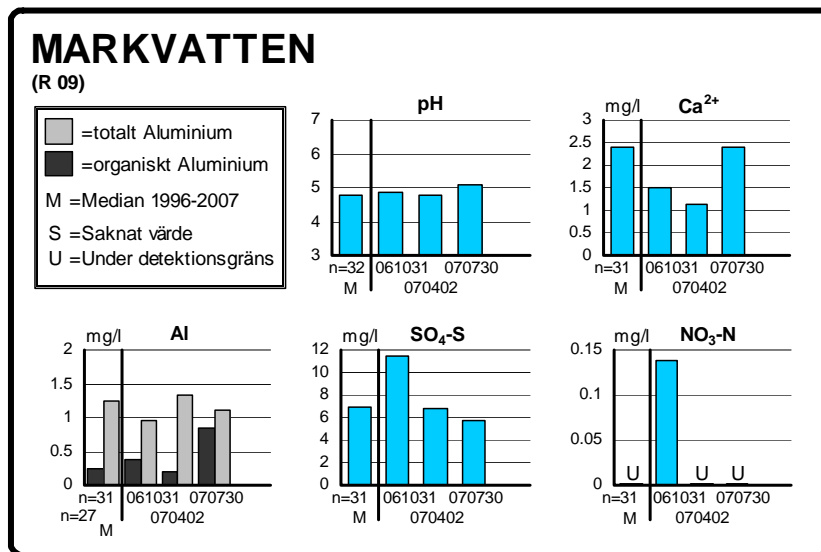 MARKVATTEN
(R 09)
=totalt Aluminium
=organiskt Aluminium
M =Median 1996-2007
S =Saknat värde
U =Under detektionsgräns
pH
7
6
5
4
3
n=32 061031 070730
M 070402
mg/l Ca2+
3
2.5
2
1.5
1
0.5
0
n=31 061031 070730
M 070402
mg/l Al
2
1.5
1
0.5
0
n=31 061031 070730
n=27 070402
M
mg/l SO4-S
12
10
8
6
4
2
0
n=31 061031 070730
M 070402
mg/l NO3-N
0.15
0.1
0.05
0
U U U
n=31 061031 070730
M 070402